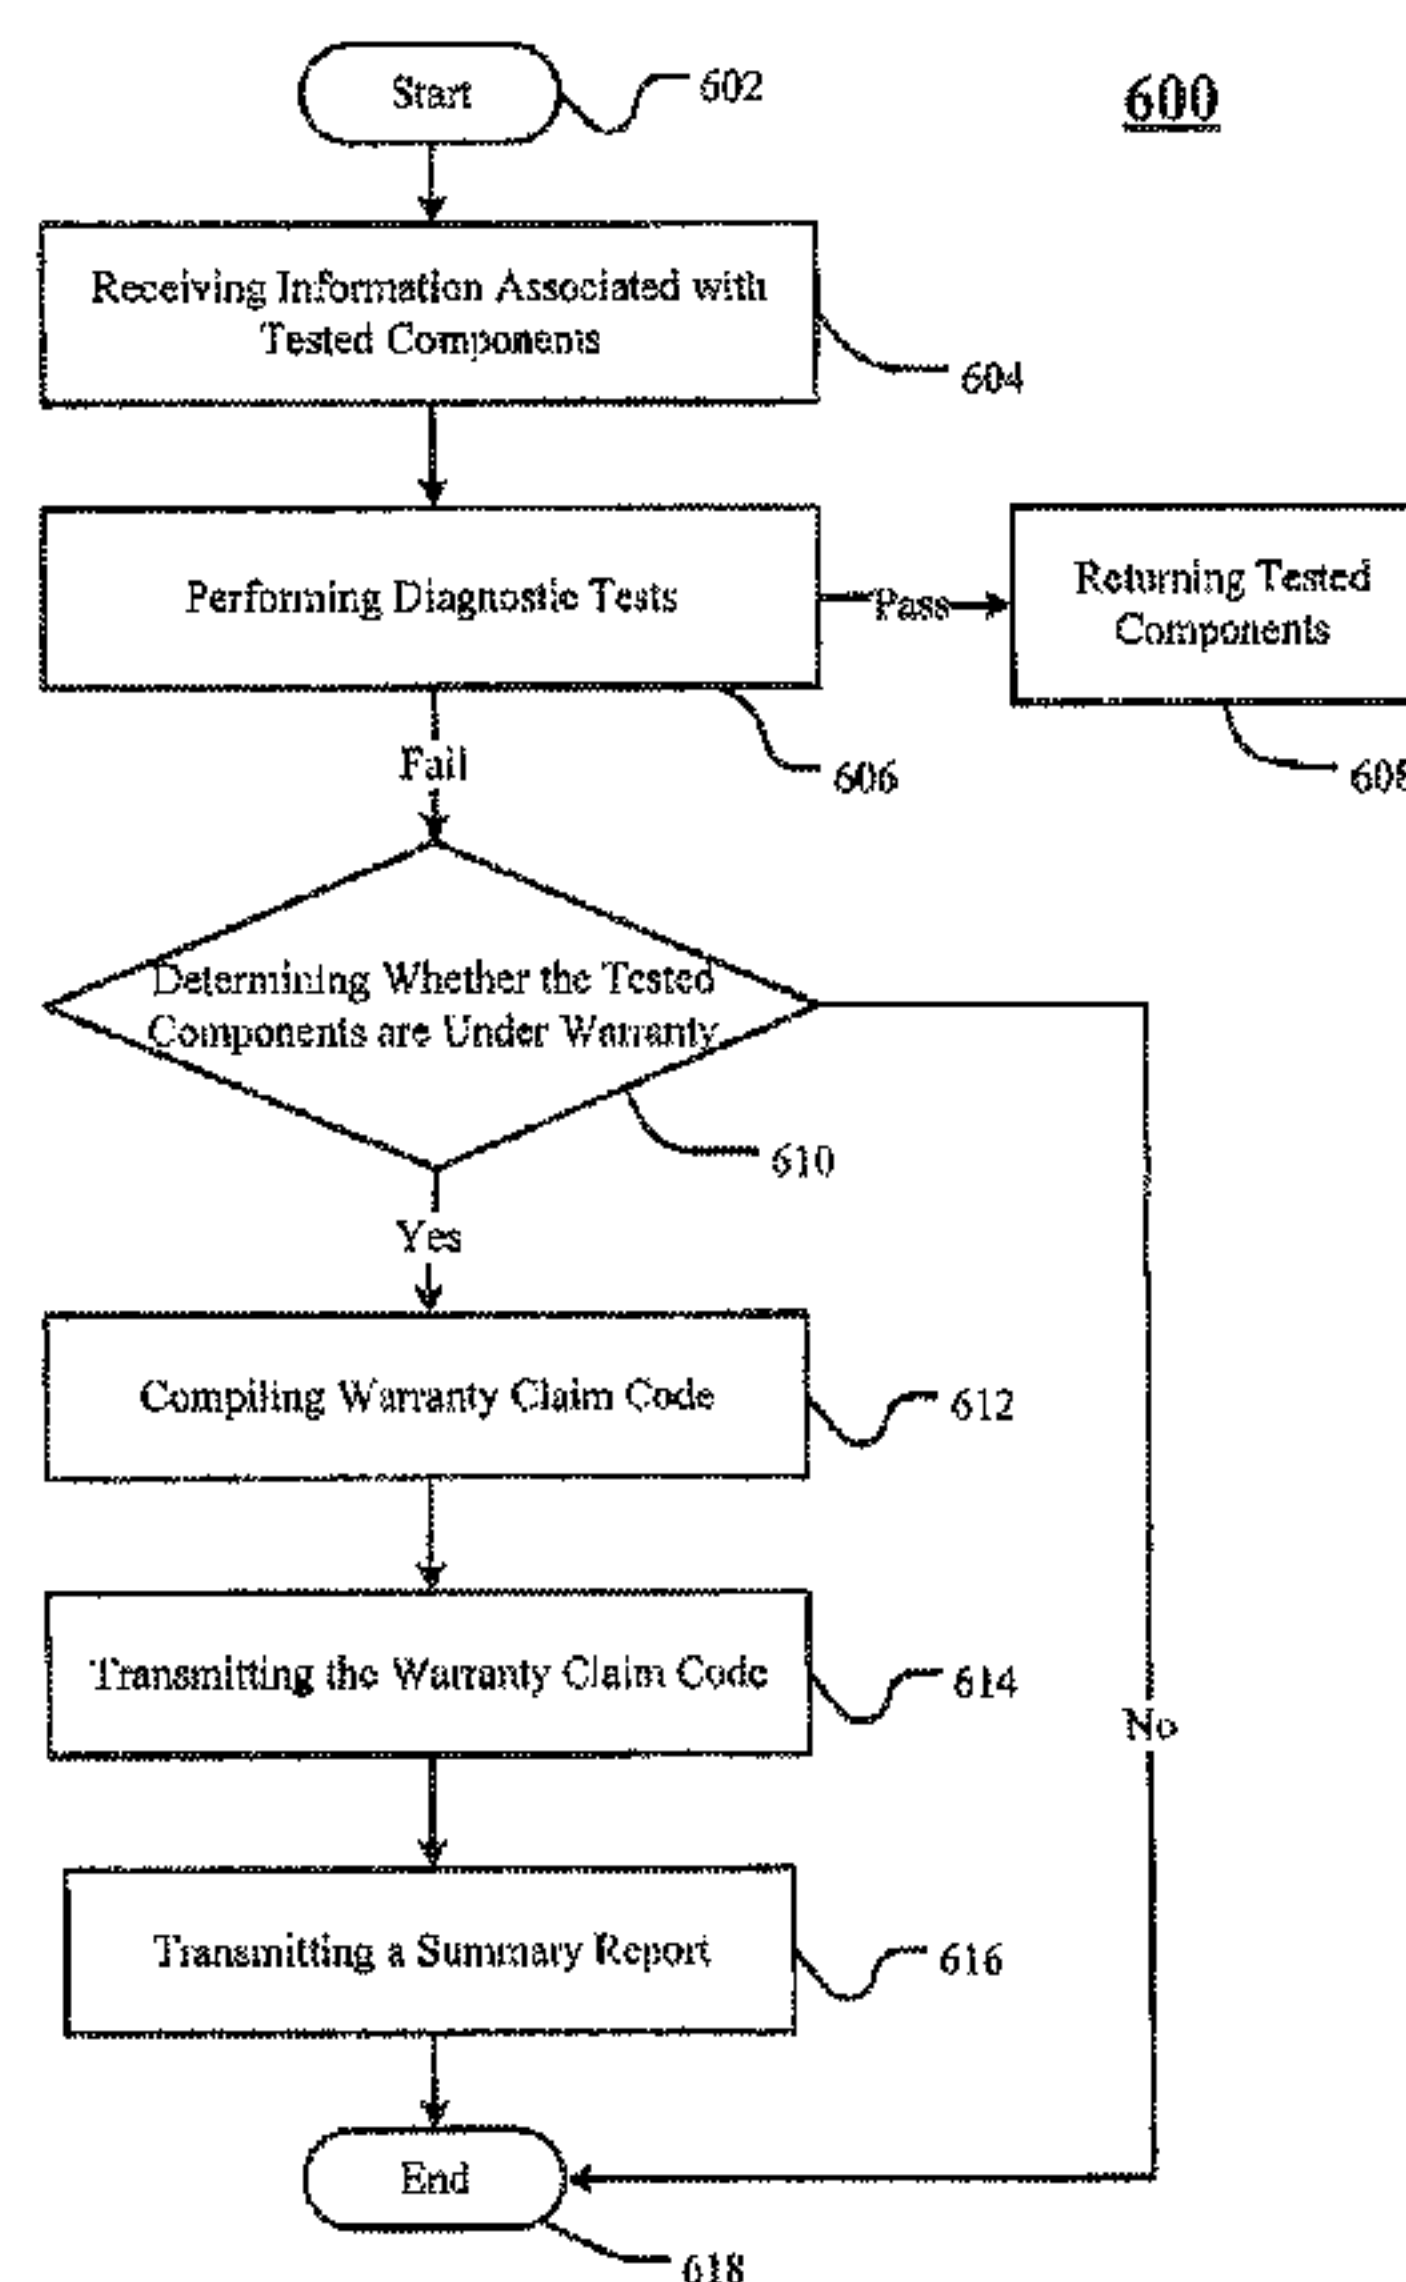 Start
602
600
Receiving Information Associated with
Tested Components
604
Performing Diagnostic Tests
Pass
Returning Tested
Components
Fail
606
608
Determining Whether the Tested
Components are Under Warranty
610
Yes
Compiling Warranty Claim Code
612
Transmitting the Warranty Claim Code
614
No
Transmitting a Summary Report
616
End
618